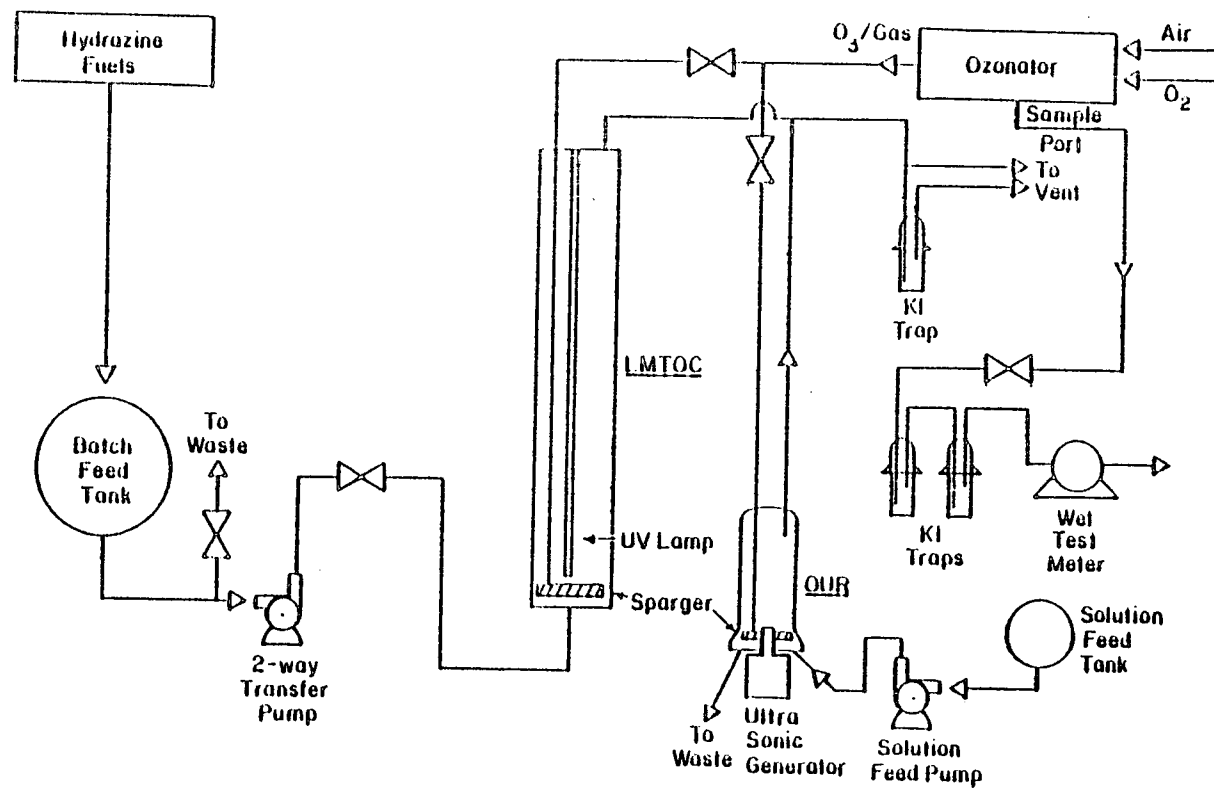 Hydrazine
Fuels
O3/Gas
Ozonator
Air
O2
Sample
Port
To
Vent
KI
Trap
LMTOC
Batch
Feed
Tank
To
Waste
UV Lamp
KI
Traps
Wet
Test
Meter
OUR
Sparger
Solution
Feed
Tank
2-way
Transfer
Pump
To
Waste
Ultra
Sonic
Generator
Solution
Feed Pump